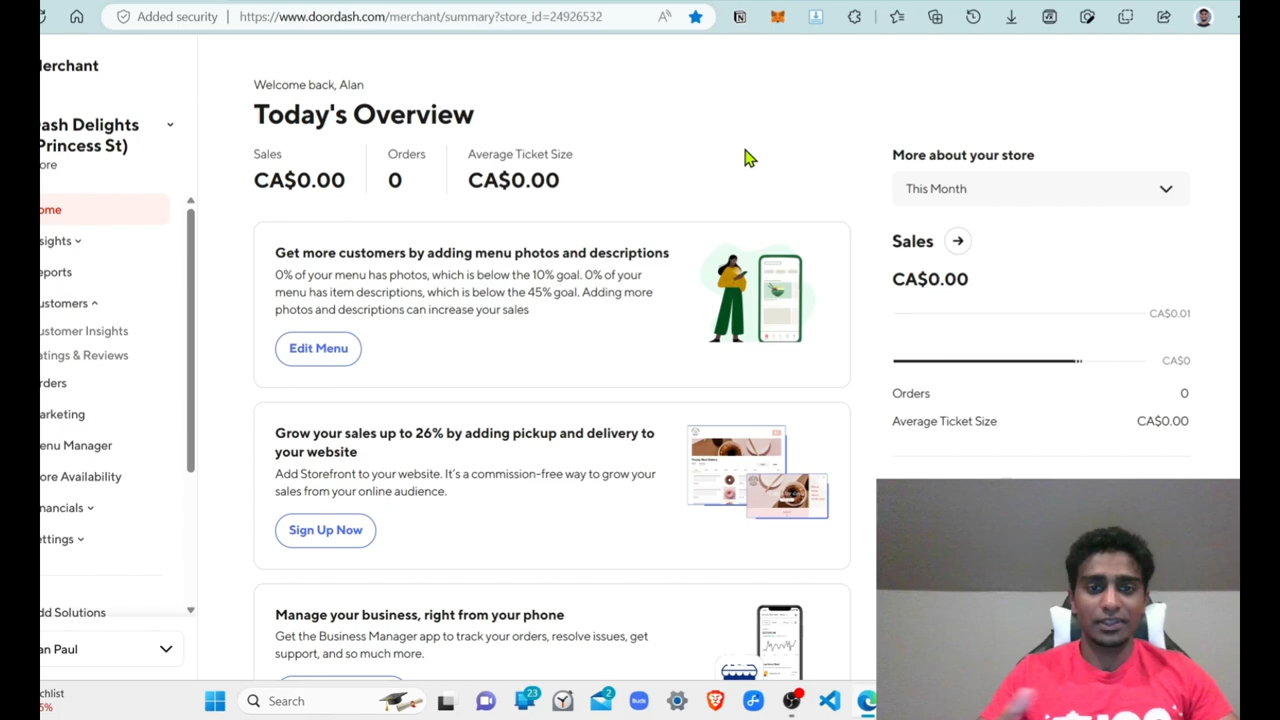 Added security
https://www.doordash.com/merchant/summary?store_id=24926532
erchant
ash Delights
Princess St)
ore
ome
sights
eports
ustomers
ustomer Insights
atings & Reviews
rders
arketing
enu Manager
ore Availability
nancials
ettings
dd Solutions
an Paul
Welcome back, Alan
Today's Overview
Sales
CA$0.00
Orders
0
Average Ticket Size
CA$0.00
Get more customers by adding menu photos and descriptions
0% of your menu has photos, which is below the 10% goal. 0% of your
menu has item descriptions, which is below the 45% goal. Adding more
photos and descriptions can increase your sales
Edit Menu
Grow your sales up to 26% by adding pickup and delivery to
your website
Add Storefront to your website. It's a commission-free way to grow your
sales from your online audience.
Sign Up Now
Manage your business, right from your phone
Get the Business Manager app to track your orders, resolve issues, get
support, and so much more.
More about your store
This Month
Sales
CA$0.00
CA$0.01
CA$0
Orders
0
Average Ticket Size
CA$0.00
chlist
5%
Search
23
2
Buds